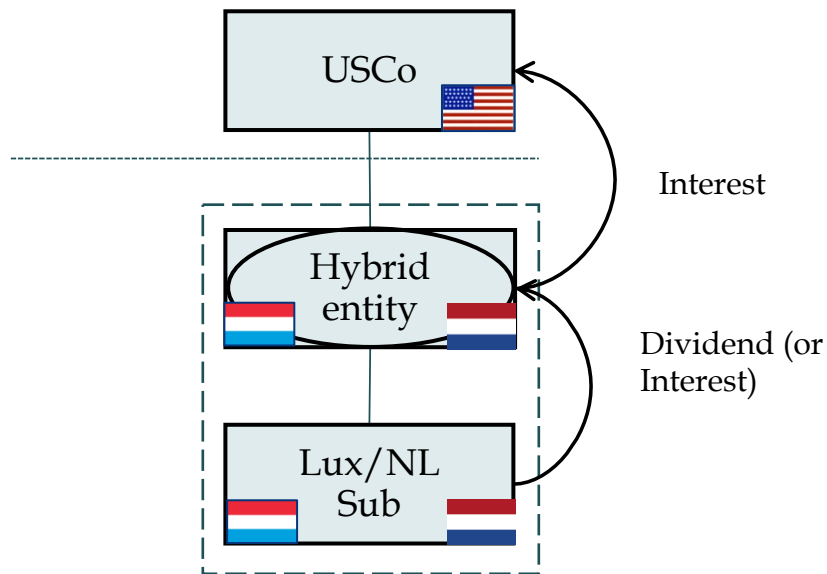 USCo
Interest
Hybrid
entity
Dividend (or
Interest)
Lux/NL
Sub